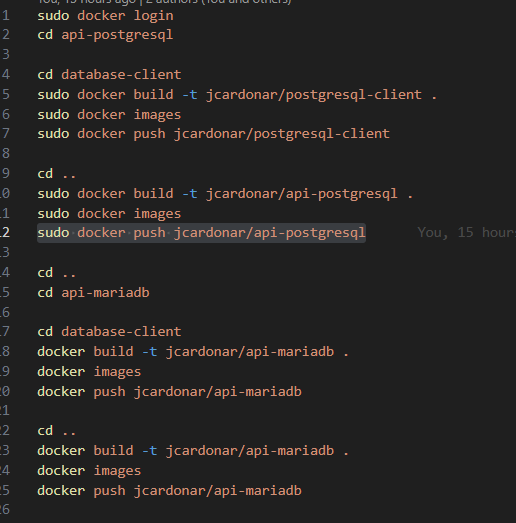 You, 15 hours ago | 2 authors (You and others)
1 sudo docker login
2 cd api-postgresql
3
4 cd database-client
5 sudo docker build -t jcardonar/postgresql-client .
6 sudo docker images
7 sudo docker push jcardonar/postgresql-client
8
9 cd ..
10 sudo docker build -t jcardonar/api-postgresql .
11 sudo docker images
12 sudo docker push jcardonar/api-postgresql You, 15 hours
13
14 cd ..
15 cd api-mariadb
16
17 cd database-client
18 docker build -t jcardonar/api-mariadb .
19 docker images
20 docker push jcardonar/api-mariadb
21
22 cd ..
23 docker build -t jcardonar/api-mariadb .
24 docker images
25 docker push jcardonar/api-mariadb
26